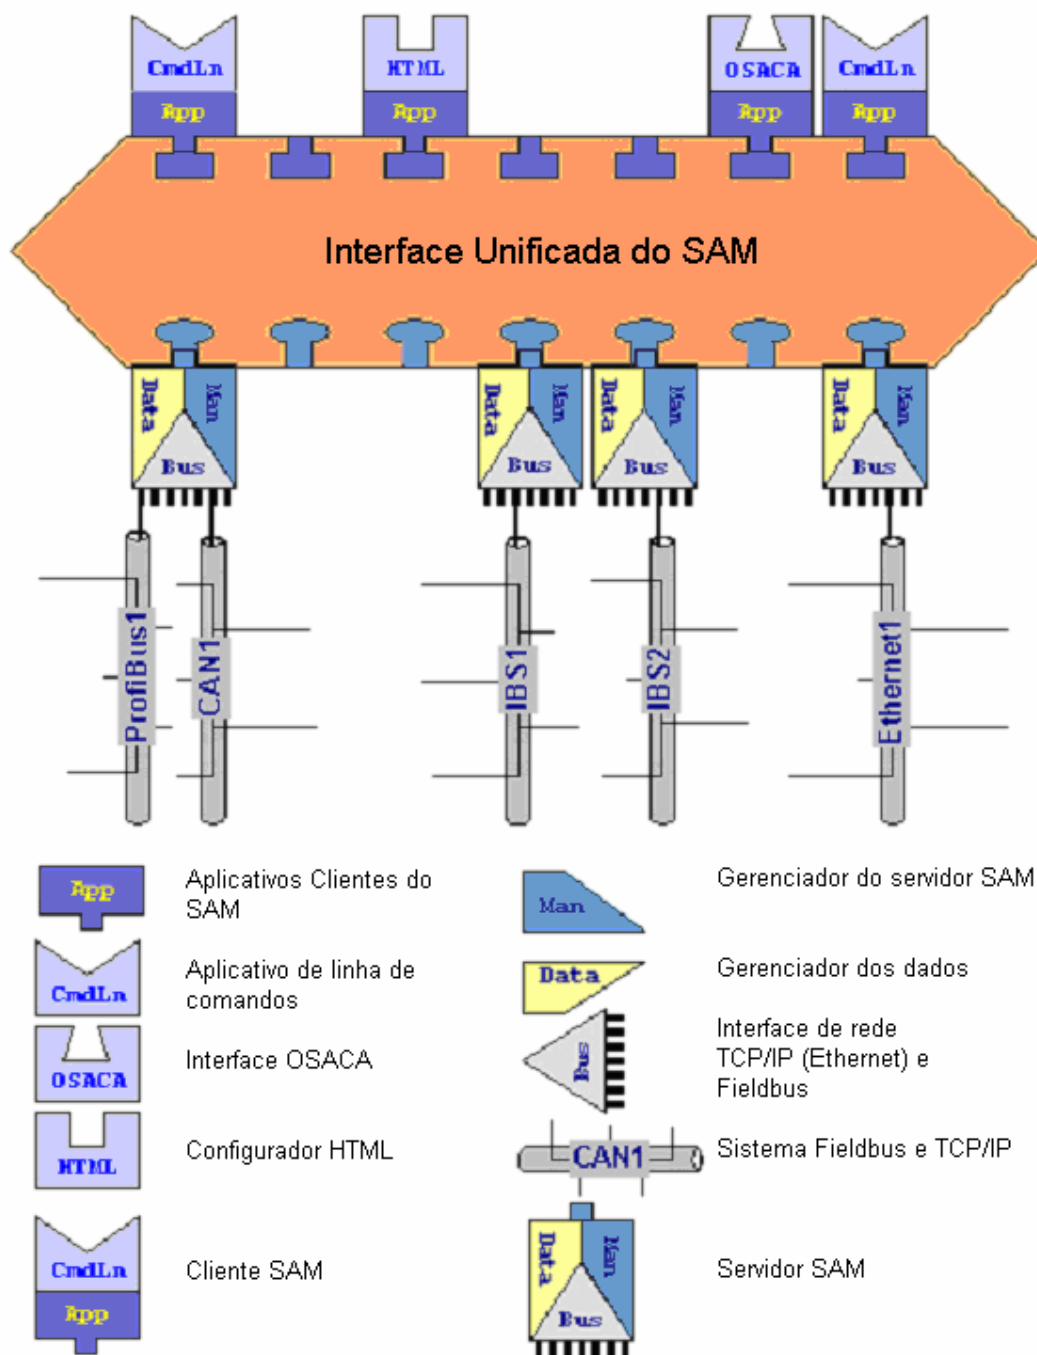 CmdLn
HTML
OSACA
CmdLn
App
App
App
App
Interface Unificada do SAM
Data
Man
Bus
Data
Man
Bus
Data
Man
Bus
Data
Man
Bus
ProfiBus1
CAN1
IBS1
IBS2
Ethernet1
App
Aplicativos Clientes do
SAM
CmdLn
Aplicativo de linha de
comandos
OSACA
Interface OSACA
HTML
Configurador HTML
CmdLn
App
Cliente SAM
Man
Gerenciador do servidor SAM
Data
Gerenciador dos dados
Bus
Interface de rede
TCP/IP (Ethernet) e
Fieldbus
CAN1
Sistema Fieldbus e TCP/IP
Data
Man
Bus
Servidor SAM